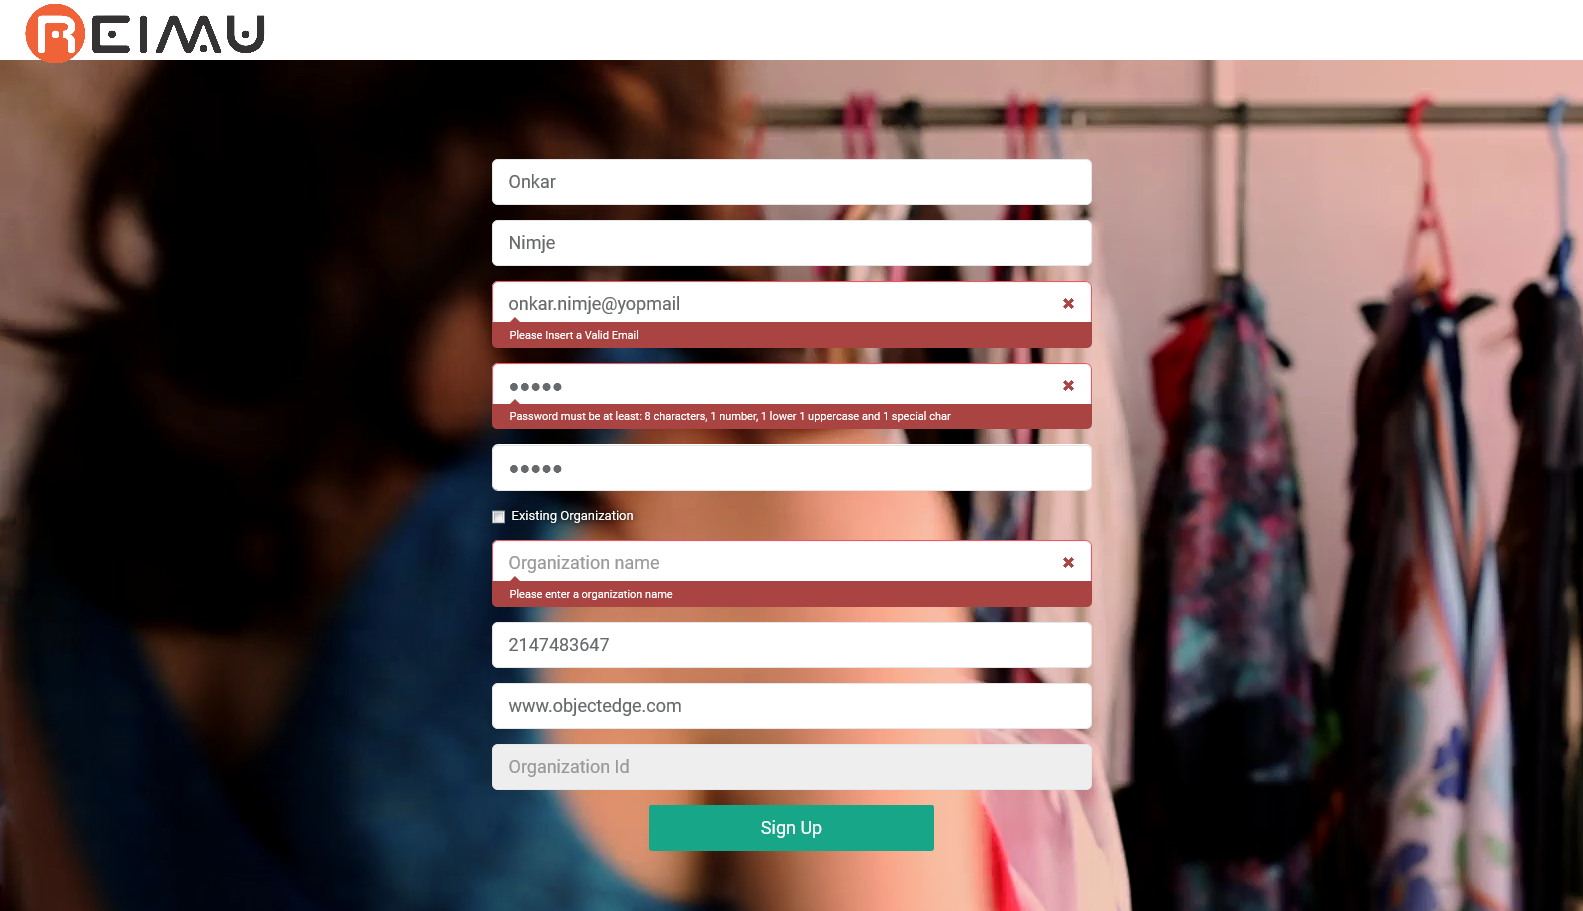 REIMU
Onkar
Nimje
onkar.nimje@yopmail
Please Insert a Valid Email
●●●●●
Password must be at least: 8 characters, 1 number, 1 lower 1 uppercase and 1 special char
●●●●●
Existing Organization
Organization name
Please enter a organization name
2147483647
www.objectedge.com
Organization Id
Sign Up